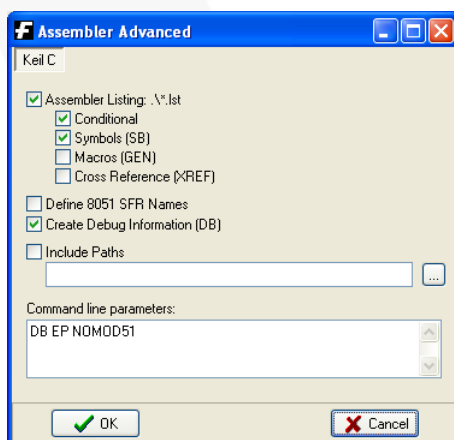 Assembler Advanced
Keil C
Assembler Listing: .\*.lst
Conditional
Symbols (SB)
Macros (GEN)
Cross Reference (XREF)
Define 8051 SFR Names
Create Debug Information (DB)
Include Paths
...
Command line parameters:
DB EP NOMOD51
OK
Cancel